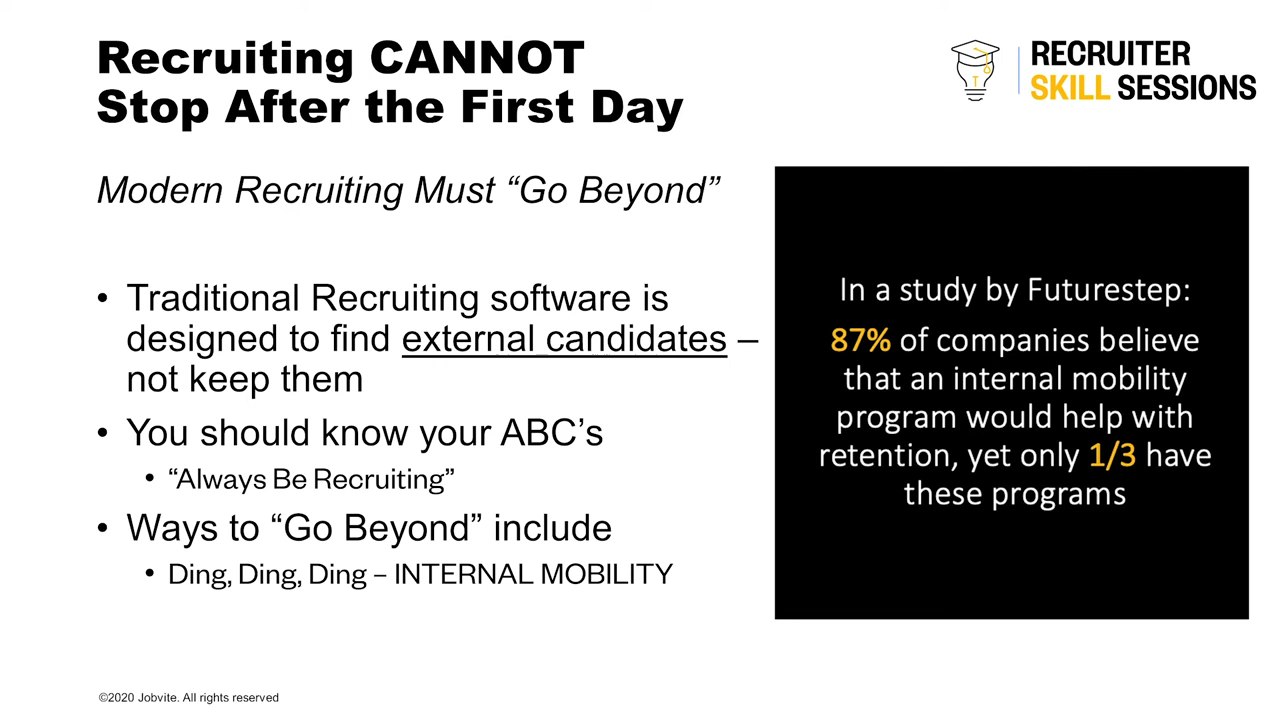 Recruiting CANNOT
Stop After the First Day
RECRUITER
SKILL SESSIONS
Modern Recruiting Must “Go Beyond”
• Traditional Recruiting software is
designed to find external candidates –
not keep them
• You should know your ABC’s
• “Always Be Recruiting”
• Ways to “Go Beyond” include
• Ding, Ding, Ding – INTERNAL MOBILITY
In a study by Futurestep:
87% of companies believe
that an internal mobility
program would help with
retention, yet only 1/3 have
these programs
©2020 Jobvite. All rights reserved